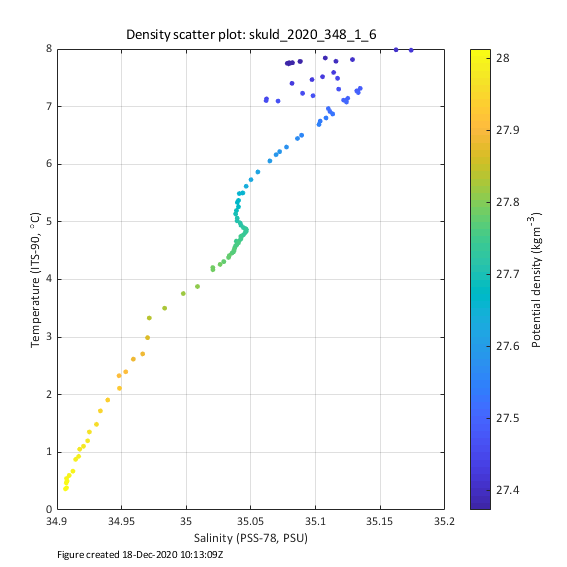 Density scatter plot: skuld_2020_348_1_6
8
7
6
5
4
3
2
1
0
Temperature (ITS-90, °C)
34.9 34.95 35 35.05 35.1 35.15 35.2
Salinity (PSS-78, PSU)
28
27.9
27.8
27.7
27.6
27.5
27.4
Potential density (kgm⁻³)
Figure created 18-Dec-2020 10:13:09Z